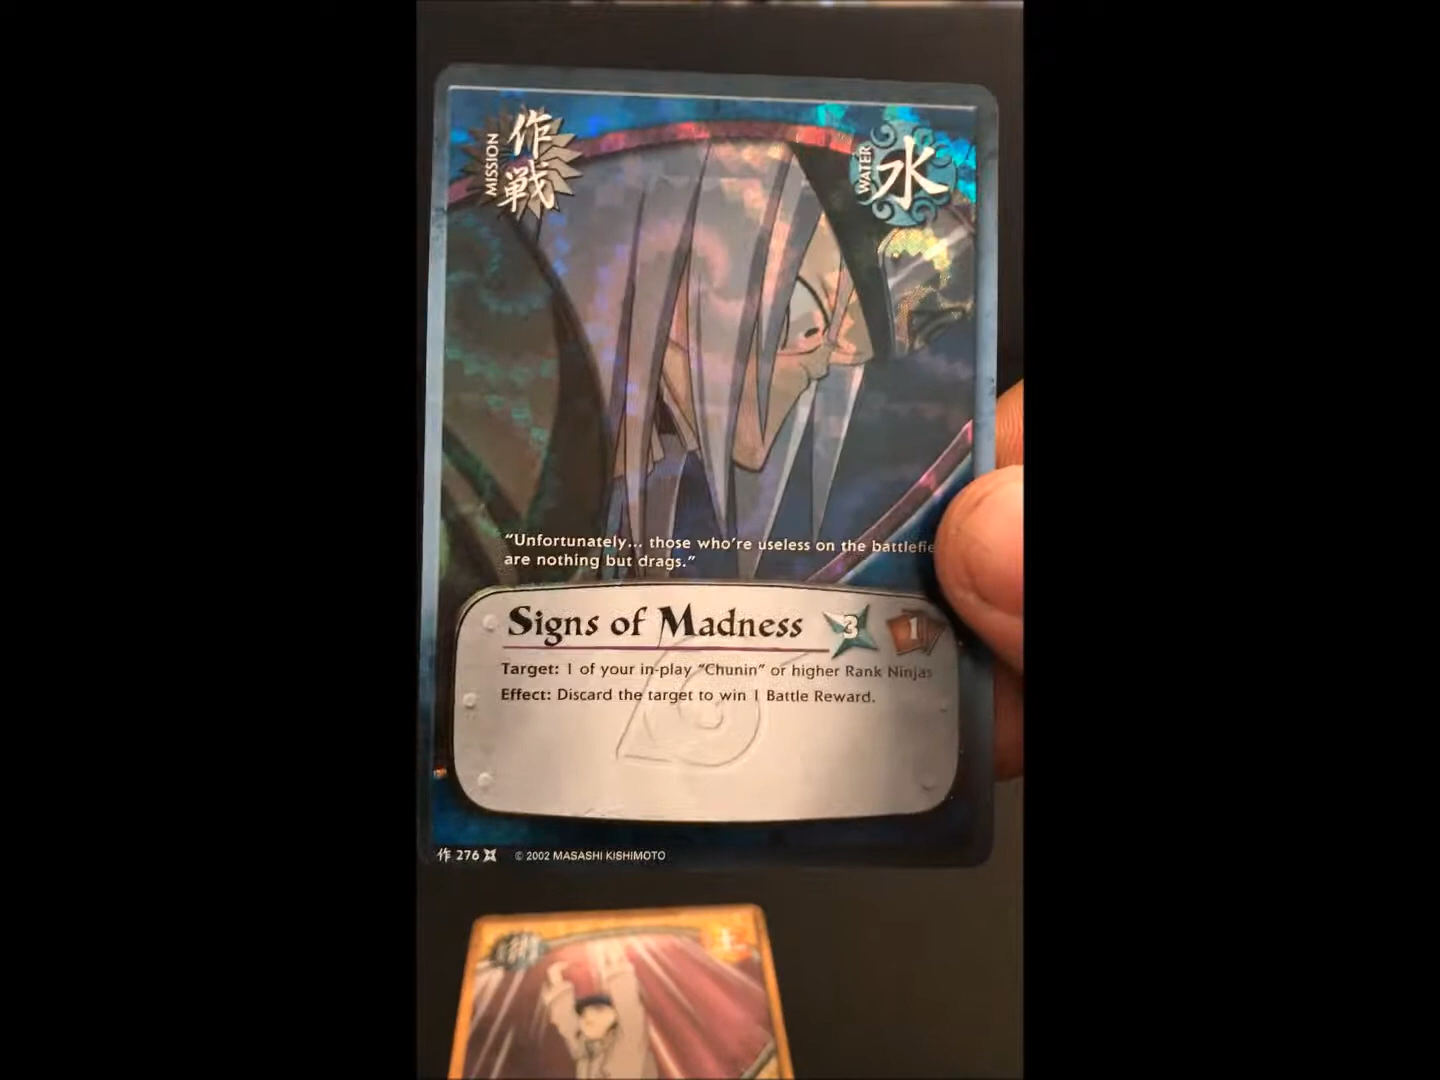 MISSION
作戦
WATER
水
"Unfortunately... those who're useless on the
are nothing but drags."
Signs of Madness 3 1
Target: 1 of your in-play "Chunin" or higher Rank Ninjas
Effect: Discard the target to win 1 Battle Reward.
作 276 © 2002 MASASHI KISHIMOTO